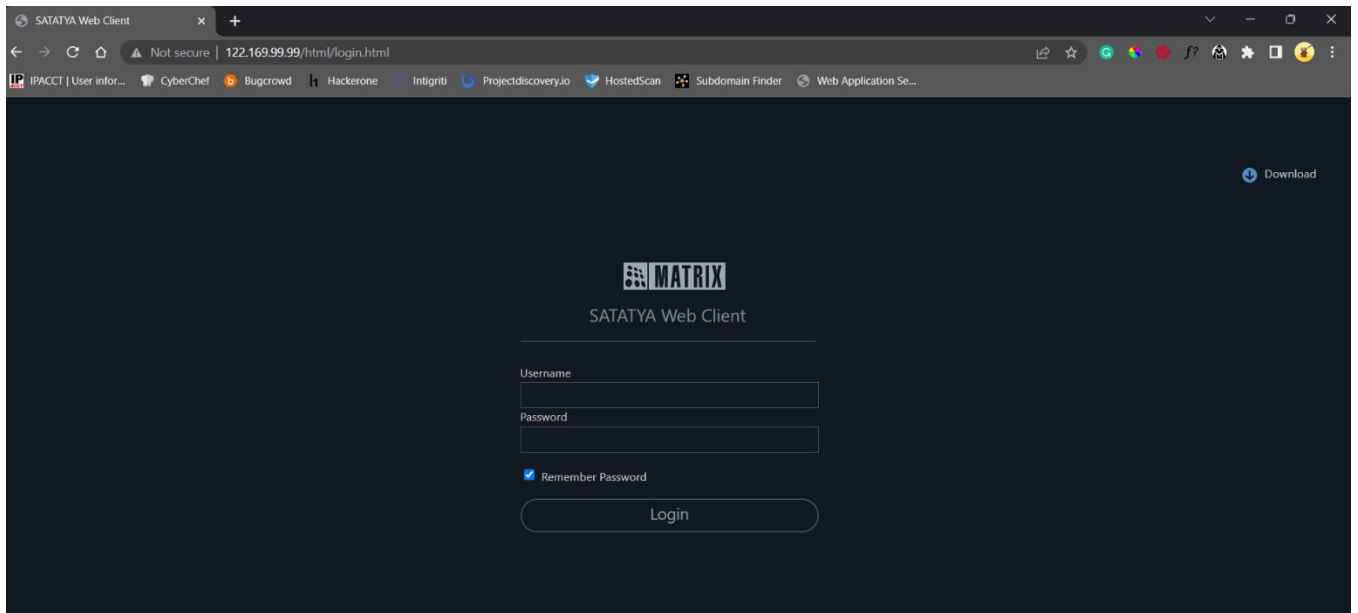 SATATYA Web Client
Not secure | 122.169.99.99/html/login.html
f?
IPACCT | User infor... CyberChef Bugcrowd Hackerone Intigriti Projectdiscovery.io HostedScan Subdomain Finder Web Application Se...
Download
MATRIX
SATATYA Web Client
Username
Password
Remember Password
Login